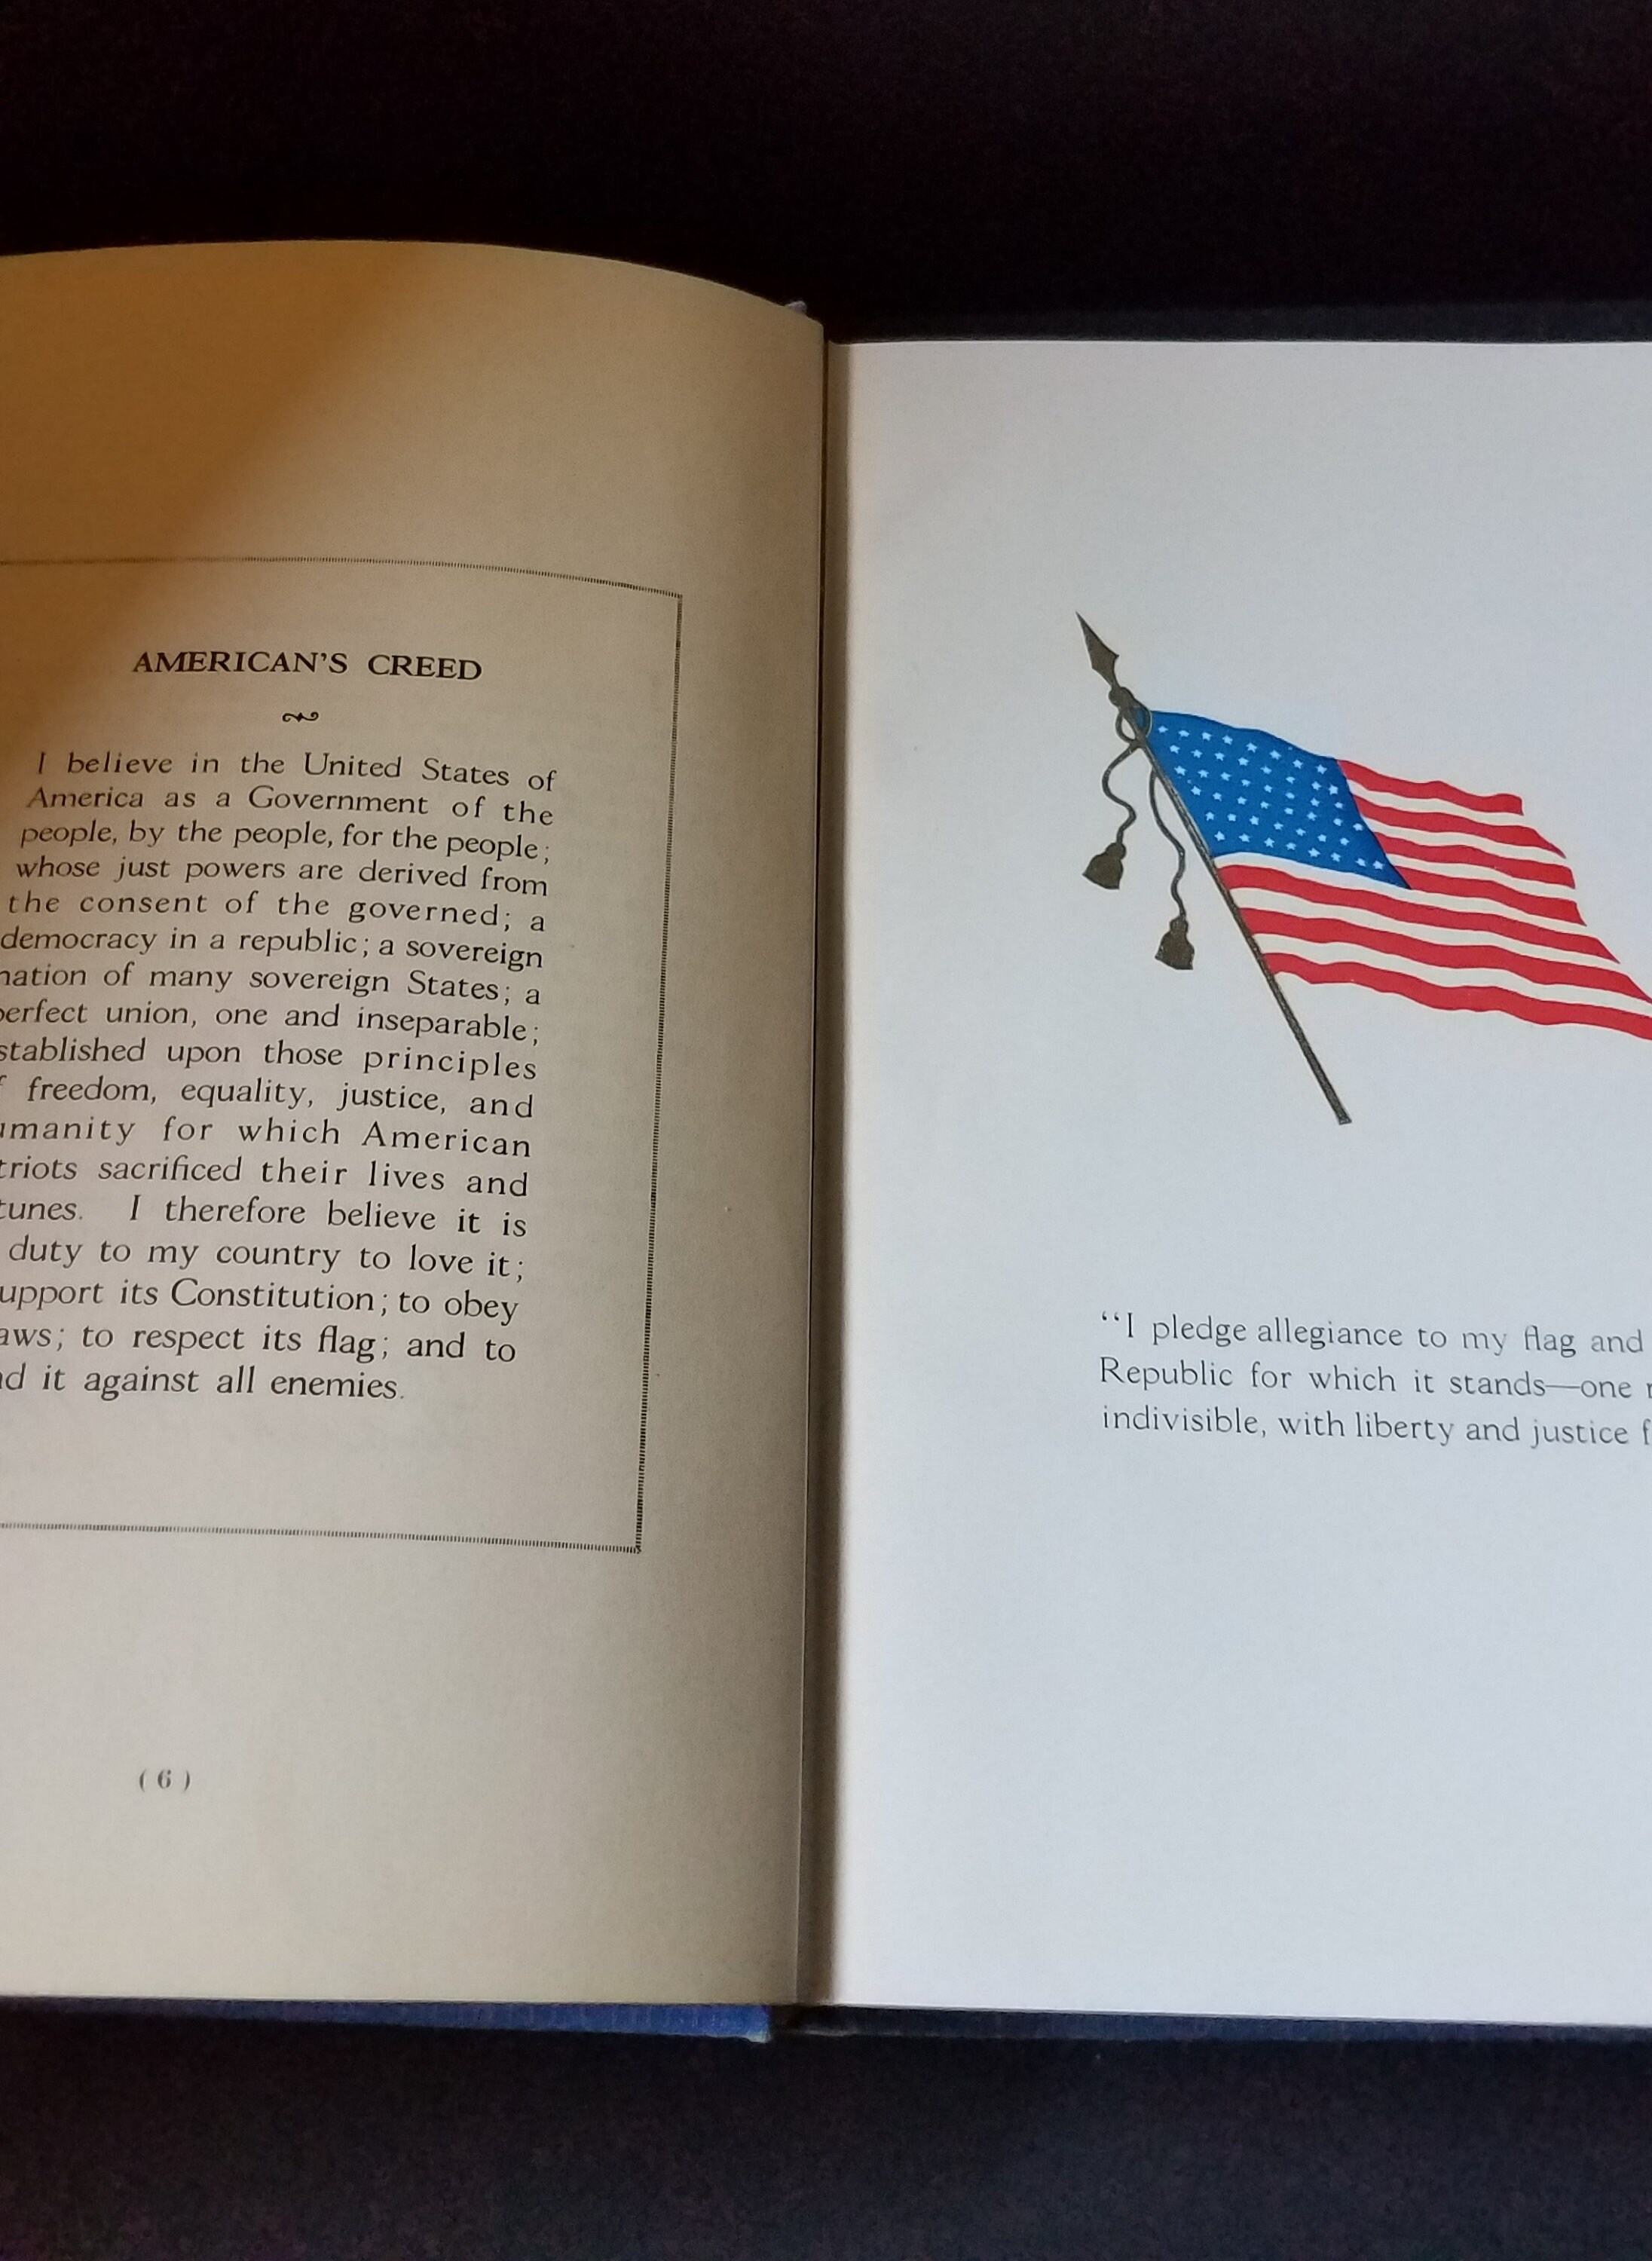 AMERICAN'S CREED
I believe in the United States of
America as a Government of the
people, by the people, for the people;
whose just powers are derived from
the consent of the governed; a
democracy in a republic; a sovereign
nation of many sovereign States; a
perfect union, one and inseparable;
stablished upon those principles
f freedom, equality, justice, and
umanity for which American
triots sacrificed their lives and
tunes. I therefore believe it is
duty to my country to love it;
upport its Constitution; to obey
aws; to respect its flag; and to
d it against all enemies.
(6)
“I pledge allegiance to my flag and
Republic for which it stands—one
indivisible, with liberty and justice f